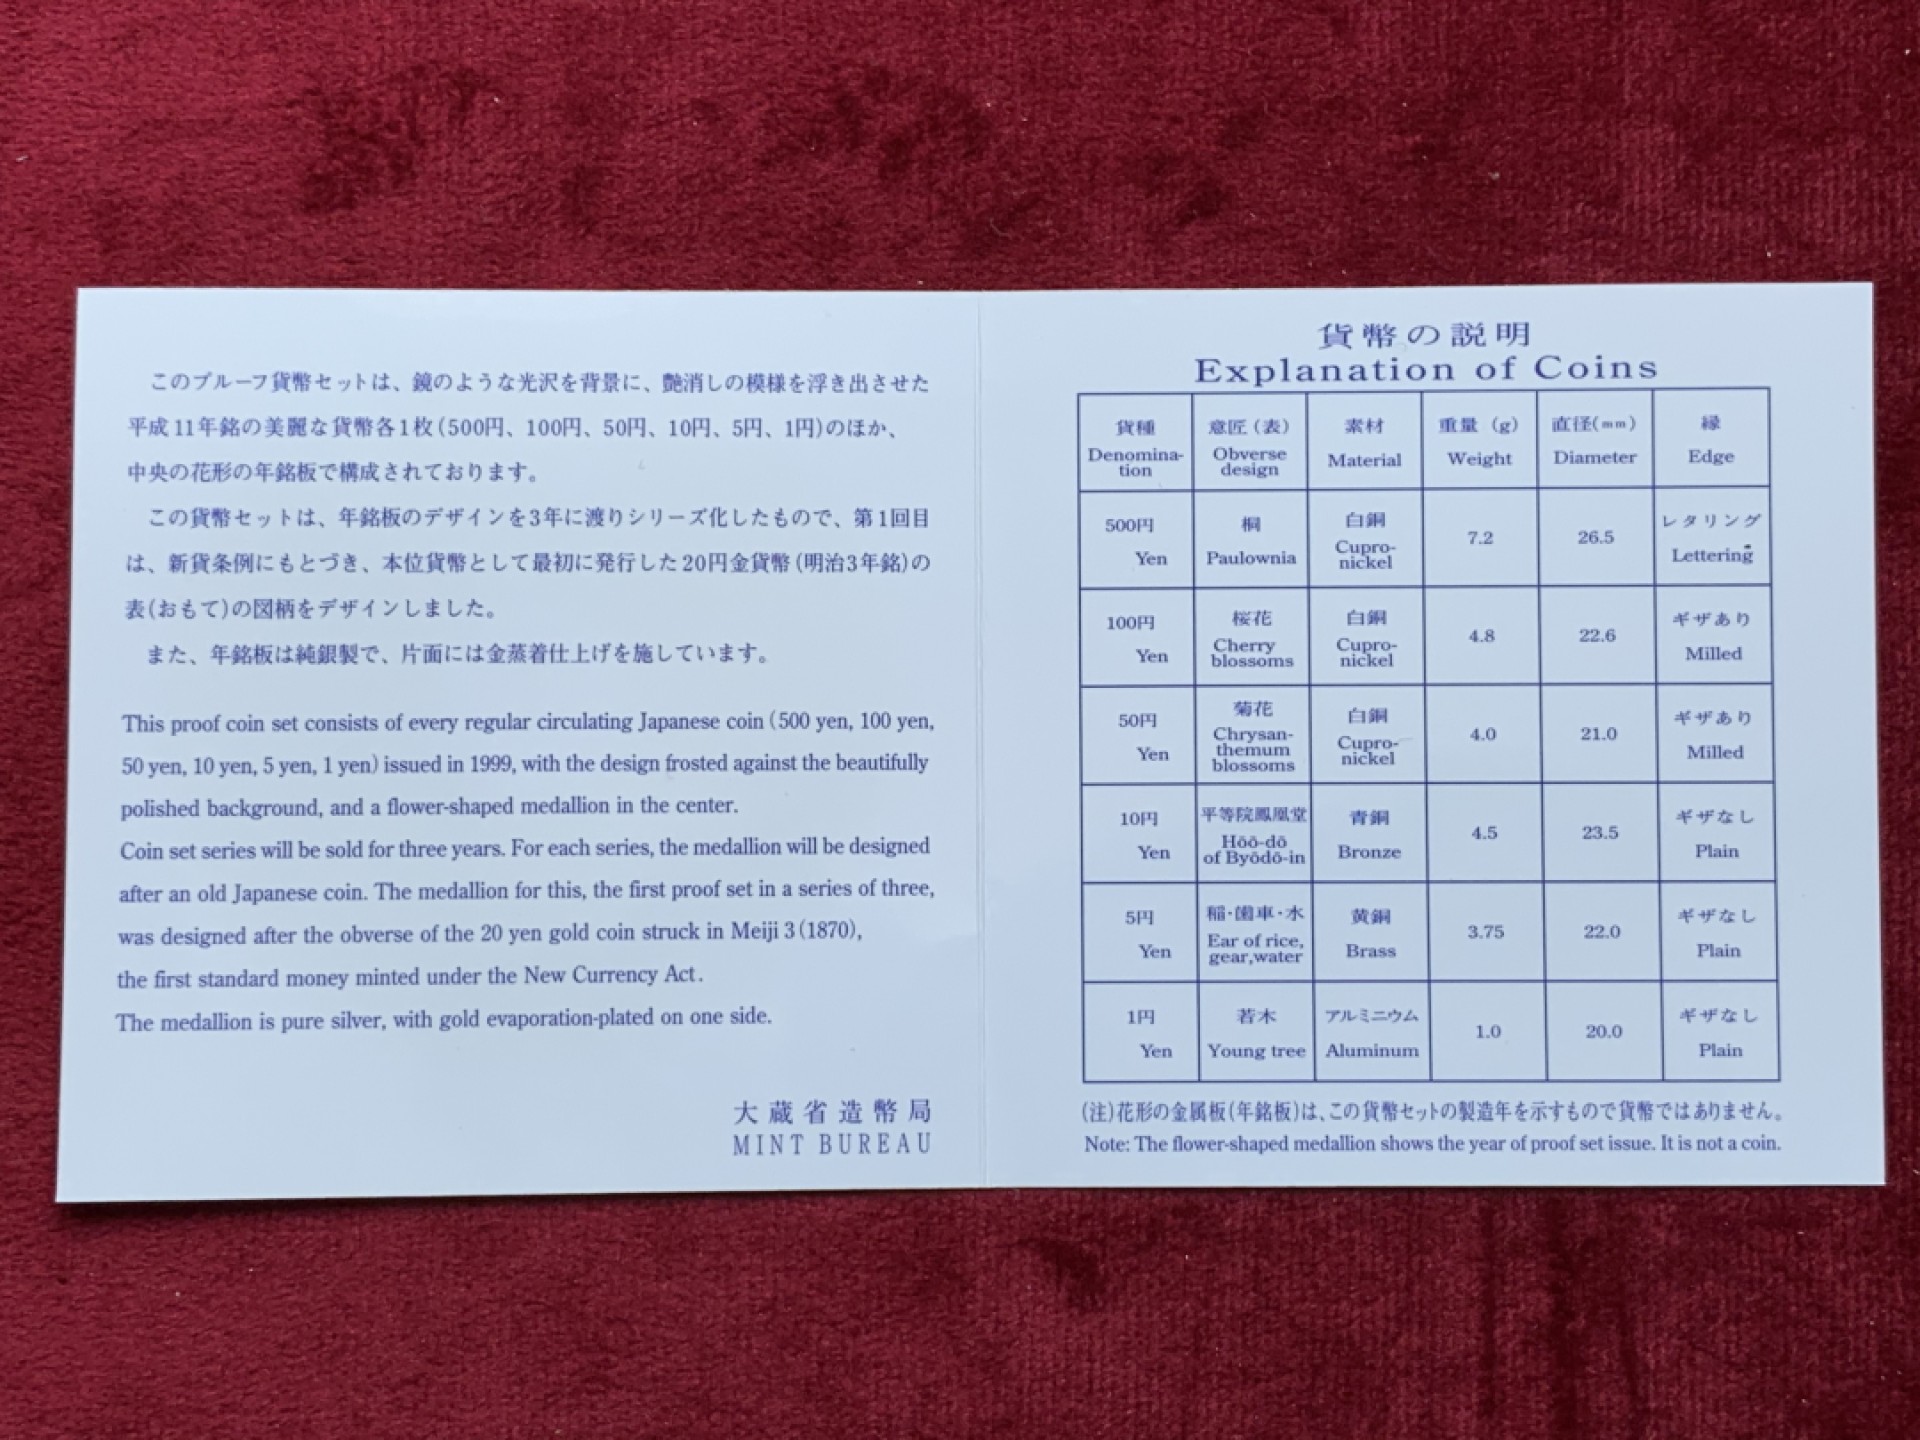 このプルーフ貨幣セットは、鏡のような光沢を背景に、艶消しの模様を浮き出させた
平成11年銘の美麗な貨幣各1枚(500円、100円、50円、10円、5円、1円)のほか、
中央の花形の年銘板で構成されております。
この貨幣セットは、年銘板のデザインを3年に渡りシリーズ化したもので、第1回目
は、新貨条例にもとづき、本位貨幣として最初に発行した20円金貨幣(明治3年銘)の
表(おもて)の図柄をデザインしました。
また、年銘板は純銀製で、片面には金蒸着仕上げを施しています。
This proof coin set consists of every regular circulating Japanese coin (500 yen, 100 yen,
50 yen, 10 yen, 5 yen, 1 yen) issued in 1999, with the design frosted against the beautifully
polished background, and a flower-shaped medallion in the center.
Coin set series will be sold for three years. For each series, the medallion will be designed
after an old Japanese coin. The medallion for this, the first proof set in a series of three,
was designed after the obverse of the 20 yen gold coin struck in Meiji 3 (1870),
the first standard money minted under the New Currency Act.
The medallion is pure silver, with gold evaporation-plated on one side.
大蔵省造幣局
MINT BUREAU
貨幣の説明
Explanation of Coins
貨種 意匠(表) 素材 重量 (g) 直径(mm) 縁
Denomina- Obverse Material Weight Diameter Edge
tion design
500円 桐 白銅 7.2 26.5 レタリング
Yen Paulownia Cupro- Lettering
nickel
100円 桜花 白銅 4.8 22.6 ギザあり
Yen Cherry Cupro- Milled
blossoms nickel
50円 菊花 白銅 4.0 21.0 ギザあり
Yen Chrysan- Cupro- Milled
themum nickel
blossoms
10円 平等院鳳凰堂 青銅 4.5 23.5 ギザなし
Yen Hōō-dō Bronze Plain
of Byōdō-in
5円 稲・歯車・水 黄銅 3.75 22.0 ギザなし
Yen Ear of rice, Brass Plain
gear,water
1円 若木 アルミニウム 1.0 20.0 ギザなし
Yen Young tree Aluminum Plain
(注)花形の金属板(年銘板)は、この貨幣セットの製造年を示すもので貨幣ではありません。
Note: The flower-shaped medallion shows the year of proof set issue. It is not a coin.